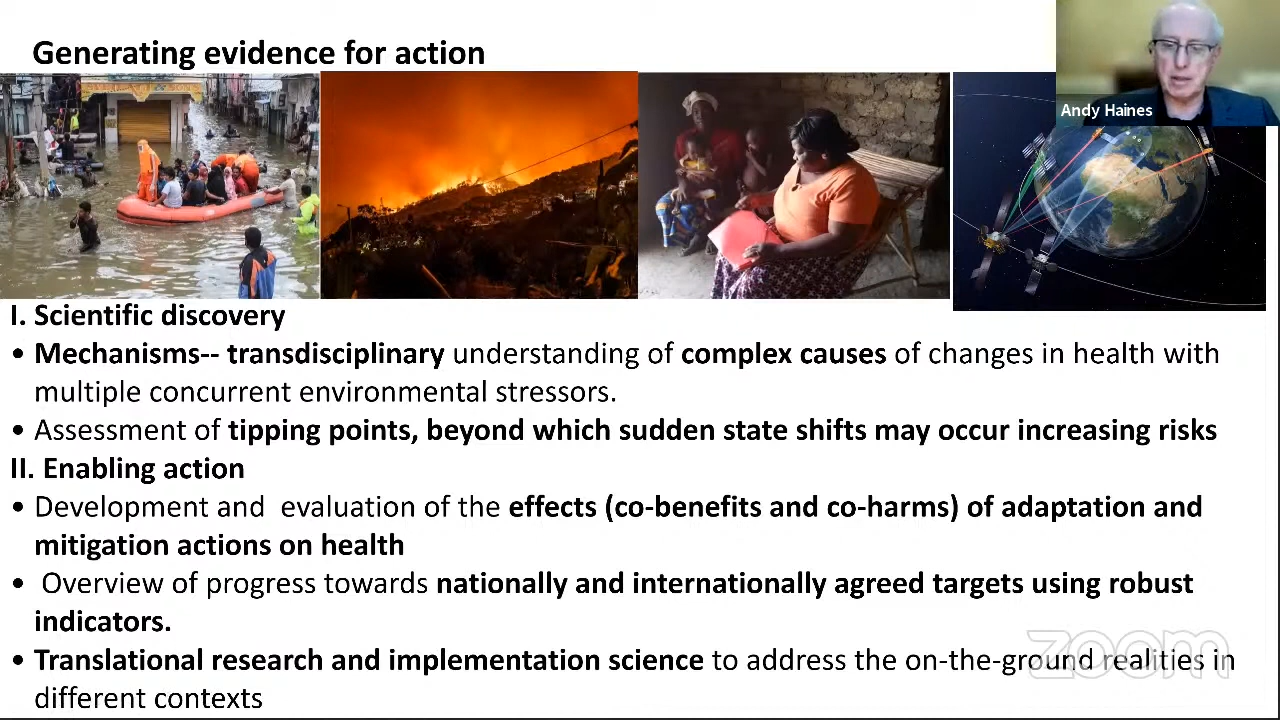 Generating evidence for action
Andy Haines
I. Scientific discovery
• Mechanisms-- transdisciplinary understanding of complex causes of changes in health with
multiple concurrent environmental stressors.
• Assessment of tipping points, beyond which sudden state shifts may occur increasing risks
II. Enabling action
• Development and  evaluation of the effects (co-benefits and co-harms) of adaptation and
mitigation actions on health
•  Overview of progress towards nationally and internationally agreed targets using robust
indicators.
• Translational research and implementation science to address the on-the-ground realities in
different contexts
zoom